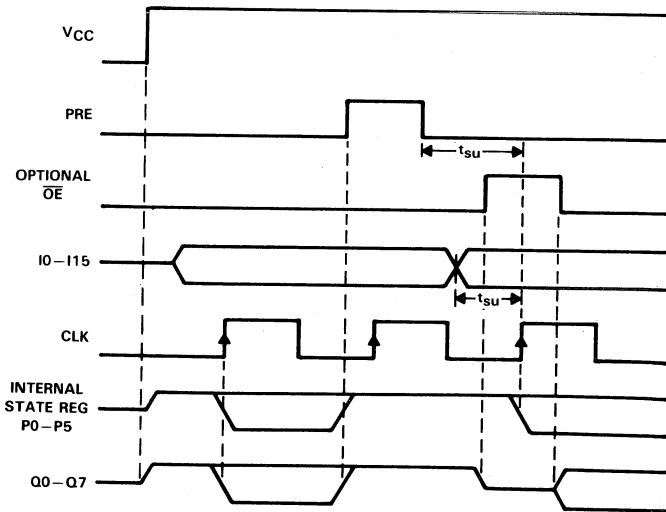 VCC
PRE
tsu
OPTIONAL
OE
I0–I15
tsu
CLK
INTERNAL
STATE REG
P0–P5
Q0–Q7